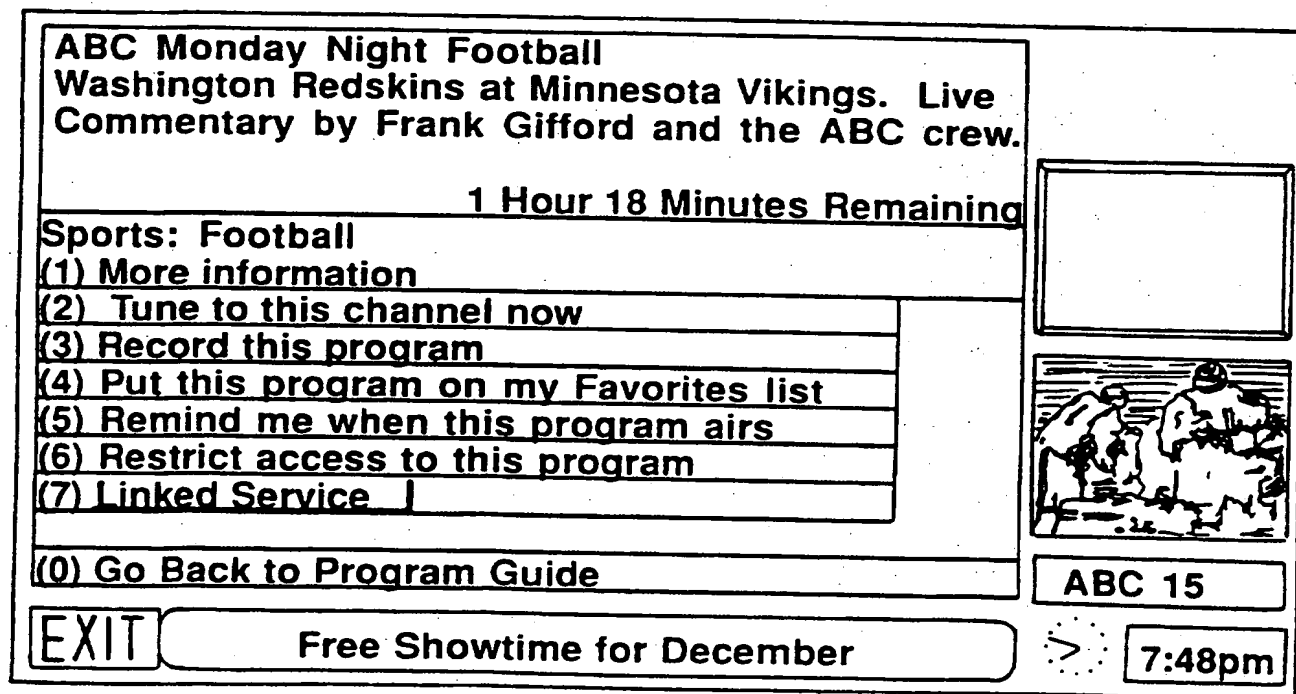 ABC Monday Night Football
Washington Redskins at Minnesota Vikings. Live
Commentary by Frank Gifford and the ABC crew.
1 Hour 18 Minutes Remaining
Sports: Football
(1) More information
(2) Tune to this channel now
(3) Record this program
(4) Put this program on my Favorites list
(5) Remind me when this program airs
(6) Restrict access to this program
(7) Linked Service
(0) Go Back to Program Guide
ABC 15
EXIT
Free Showtime for December
7:48pm